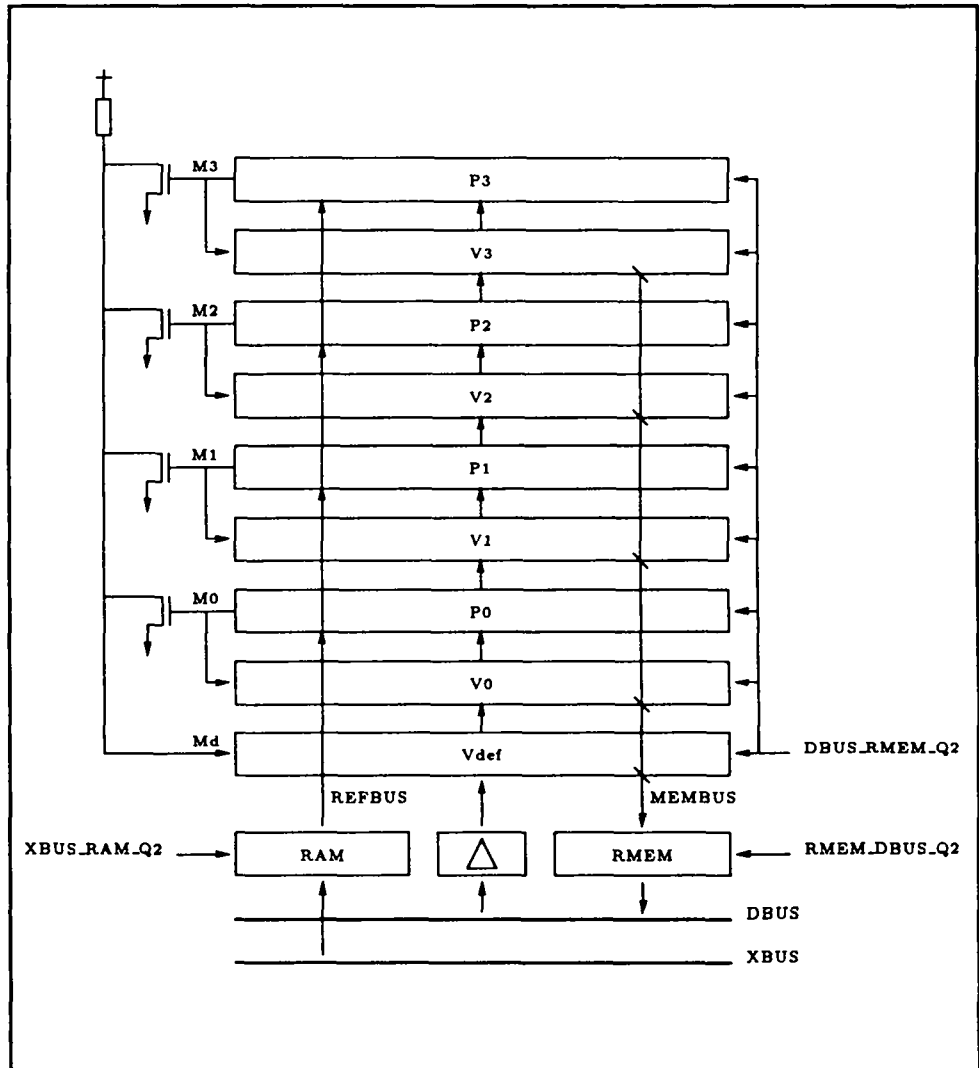 M3
P3
V3
M2
P2
V2
M1
P1
V1
M0
P0
V0
Md
Vdef
DBUS_RMEM_Q2
REFBUS
MEMBUS
XBUS_RAM_Q2
RAM
RMEM
RMEM_DBUS_Q2
DBUS
XBUS